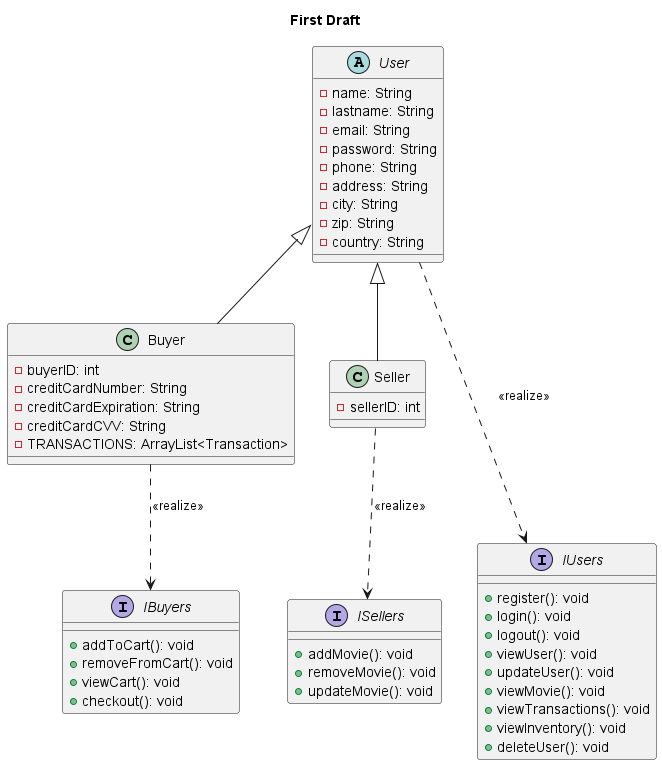 First Draft
A User
name: String
lastname: String
email: String
password: String
phone: String
address: String
city: String
zip: String
country: String
C Buyer
buyerID: int
creditCardNumber: String
creditCardExpiration: String
creditCardCVV: String
TRANSACTIONS: ArrayList<Transaction>
C Seller
sellerID: int
«realize»
«realize»
«realize»
I IBuyers
addToCart(): void
removeFromCart(): void
viewCart(): void
checkout(): void
I ISellers
addMovie(): void
removeMovie(): void
updateMovie(): void
I IUsers
register(): void
login(): void
logout(): void
viewUser(): void
updateUser(): void
viewMovie(): void
viewTransactions(): void
viewInventory(): void
deleteUser(): void